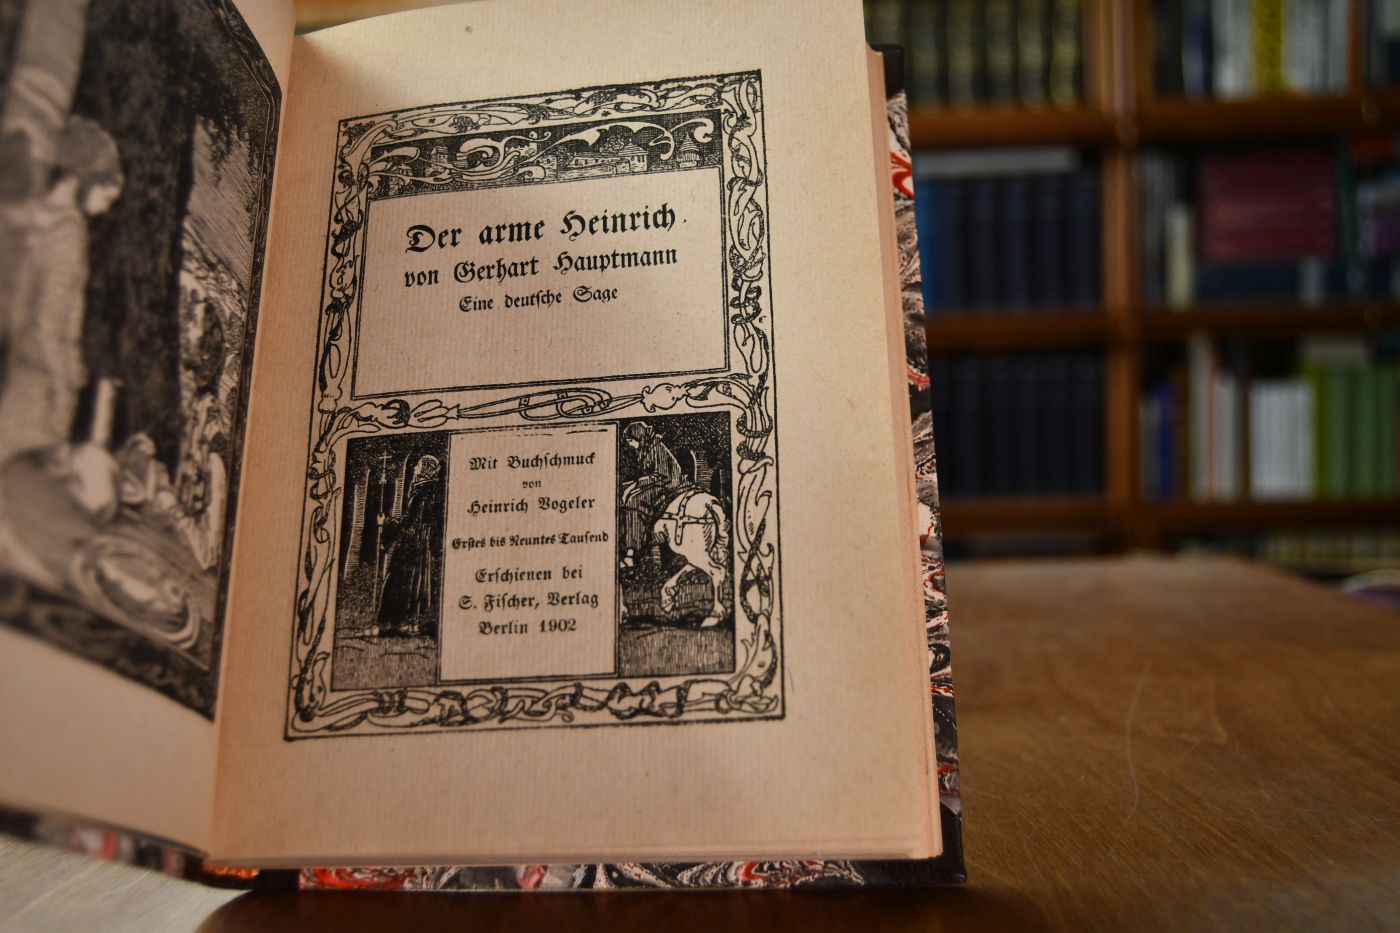 Der arme Heinrich.
von Gerhart Hauptmann
Eine deutsche Sage
Mit Buchschmuck
von
Heinrich Vogeler
Erstes bis Neuntes Tausend
Erschienen bei
S. Fischer, Verlag
Berlin 1902